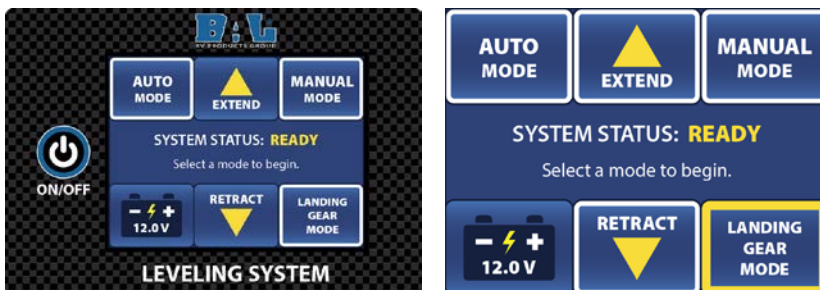 BAL
RV PRODUCTS GROUP
AUTO
MODE
EXTEND
MANUAL
MODE
SYSTEM STATUS: READY
Select a mode to begin.
ON/OFF
12.0 V
RETRACT
LANDING
GEAR
MODE
LEVELING SYSTEM
AUTO
MODE
EXTEND
MANUAL
MODE
SYSTEM STATUS: READY
Select a mode to begin.
12.0 V
RETRACT
LANDING
GEAR
MODE